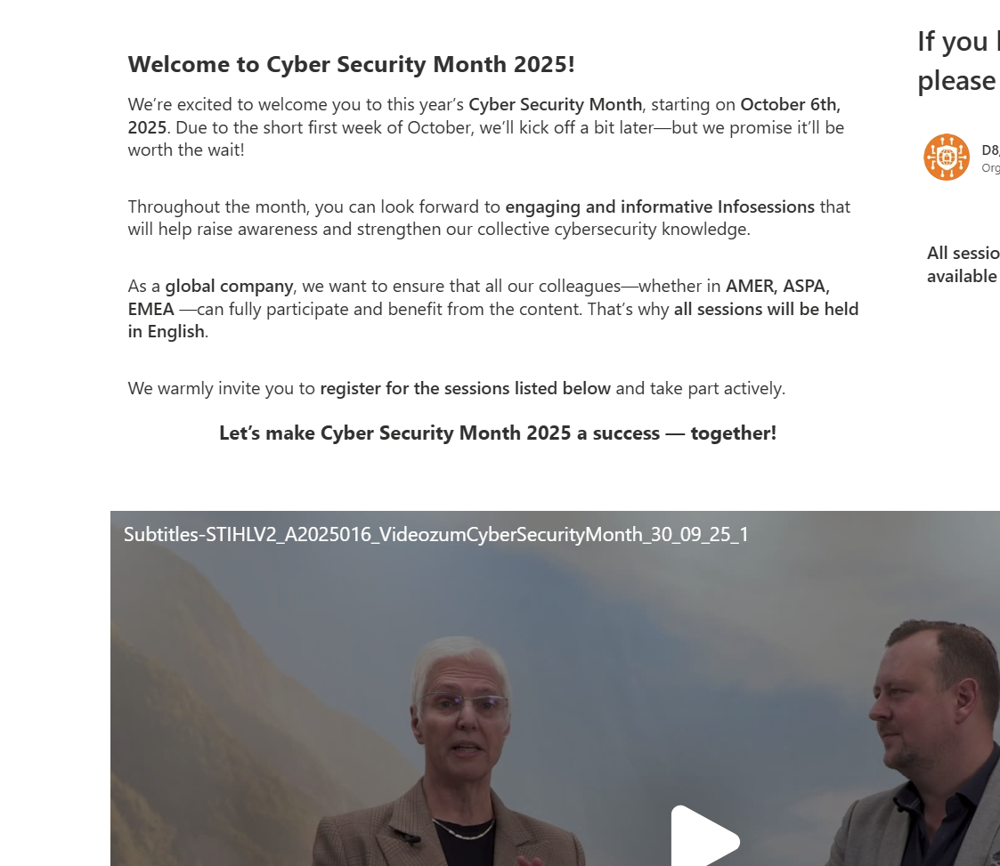 Welcome to Cyber Security Month 2025!
We’re excited to welcome you to this year’s Cyber Security Month, starting on October 6th,
2025. Due to the short first week of October, we’ll kick off a bit later—but we promise it’ll be
worth the wait!
Throughout the month, you can look forward to engaging and informative Infosessions that
will help raise awareness and strengthen our collective cybersecurity knowledge.
As a global company, we want to ensure that all our colleagues—whether in AMER, ASPA,
EMEA —can fully participate and benefit from the content. That’s why all sessions will be held
in English.
We warmly invite you to register for the sessions listed below and take part actively.
Let’s make Cyber Security Month 2025 a success — together!
Subtitles-STIHLV2_A2025016_VideozumCyberSecurityMonth_30_09_25_1
If you
please
D8
Org
All sessio
available